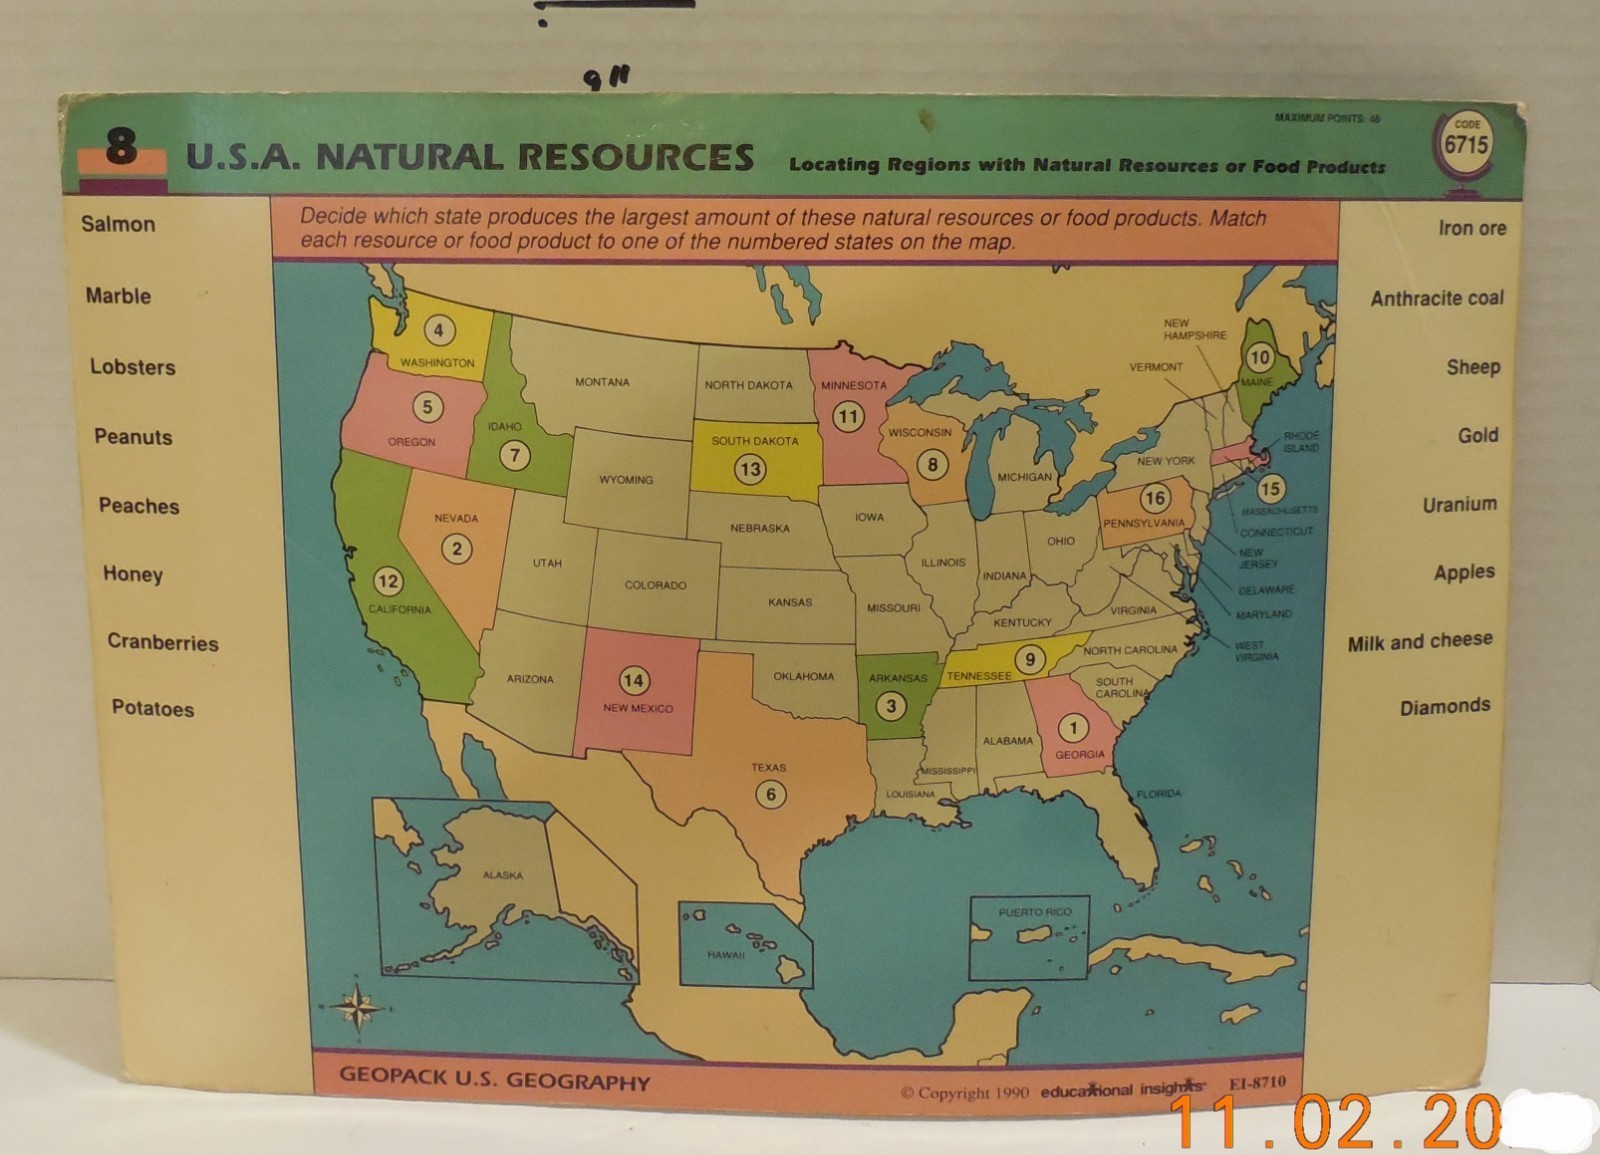 9"
8
U.S.A. NATURAL RESOURCES
Locating Regions with Natural Resources or Food Products
MAXIMUM POINTS: 48
CODE
6715
Decide which state produces the largest amount of these natural resources or food products. Match
each resource or food product to one of the numbered states on the map.
Salmon
Marble
Lobsters
Peanuts
Peaches
Honey
Cranberries
Potatoes
4
WASHINGTON
5
OREGON
IDAHO
7
MONTANA
NORTH DAKOTA
MINNESOTA
11
SOUTH DAKOTA
13
WISCONSIN
8
MICHIGAN
NEW
HAMPSHIRE
VERMONT
10
MAINE
RHODE
ISLAND
NEW YORK
15
MASSACHUSETTS
16
PENNSYLVANIA
CONNECTICUT
NEW
JERSEY
DELAWARE
MARYLAND
WEST
VIRGINIA
WYOMING
NEVADA
2
NEBRASKA
IOWA
ILLINOIS
INDIANA
OHIO
UTAH
COLORADO
KANSAS
MISSOURI
KENTUCKY
VIRGINIA
12
CALIFORNIA
ARIZONA
14
NEW MEXICO
OKLAHOMA
ARKANSAS
3
TENNESSEE
9
NORTH CAROLINA
SOUTH
CAROLINA
1
GEORGIA
ALABAMA
MISSISSIPPI
LOUISIANA
TEXAS
6
FLORIDA
ALASKA
HAWAII
PUERTO RICO
N
Iron ore
Anthracite coal
Sheep
Gold
Uranium
Apples
Milk and cheese
Diamonds
GEOPACK U.S. GEOGRAPHY
© Copyright 1990 educational insights EI-8710
11.02.20